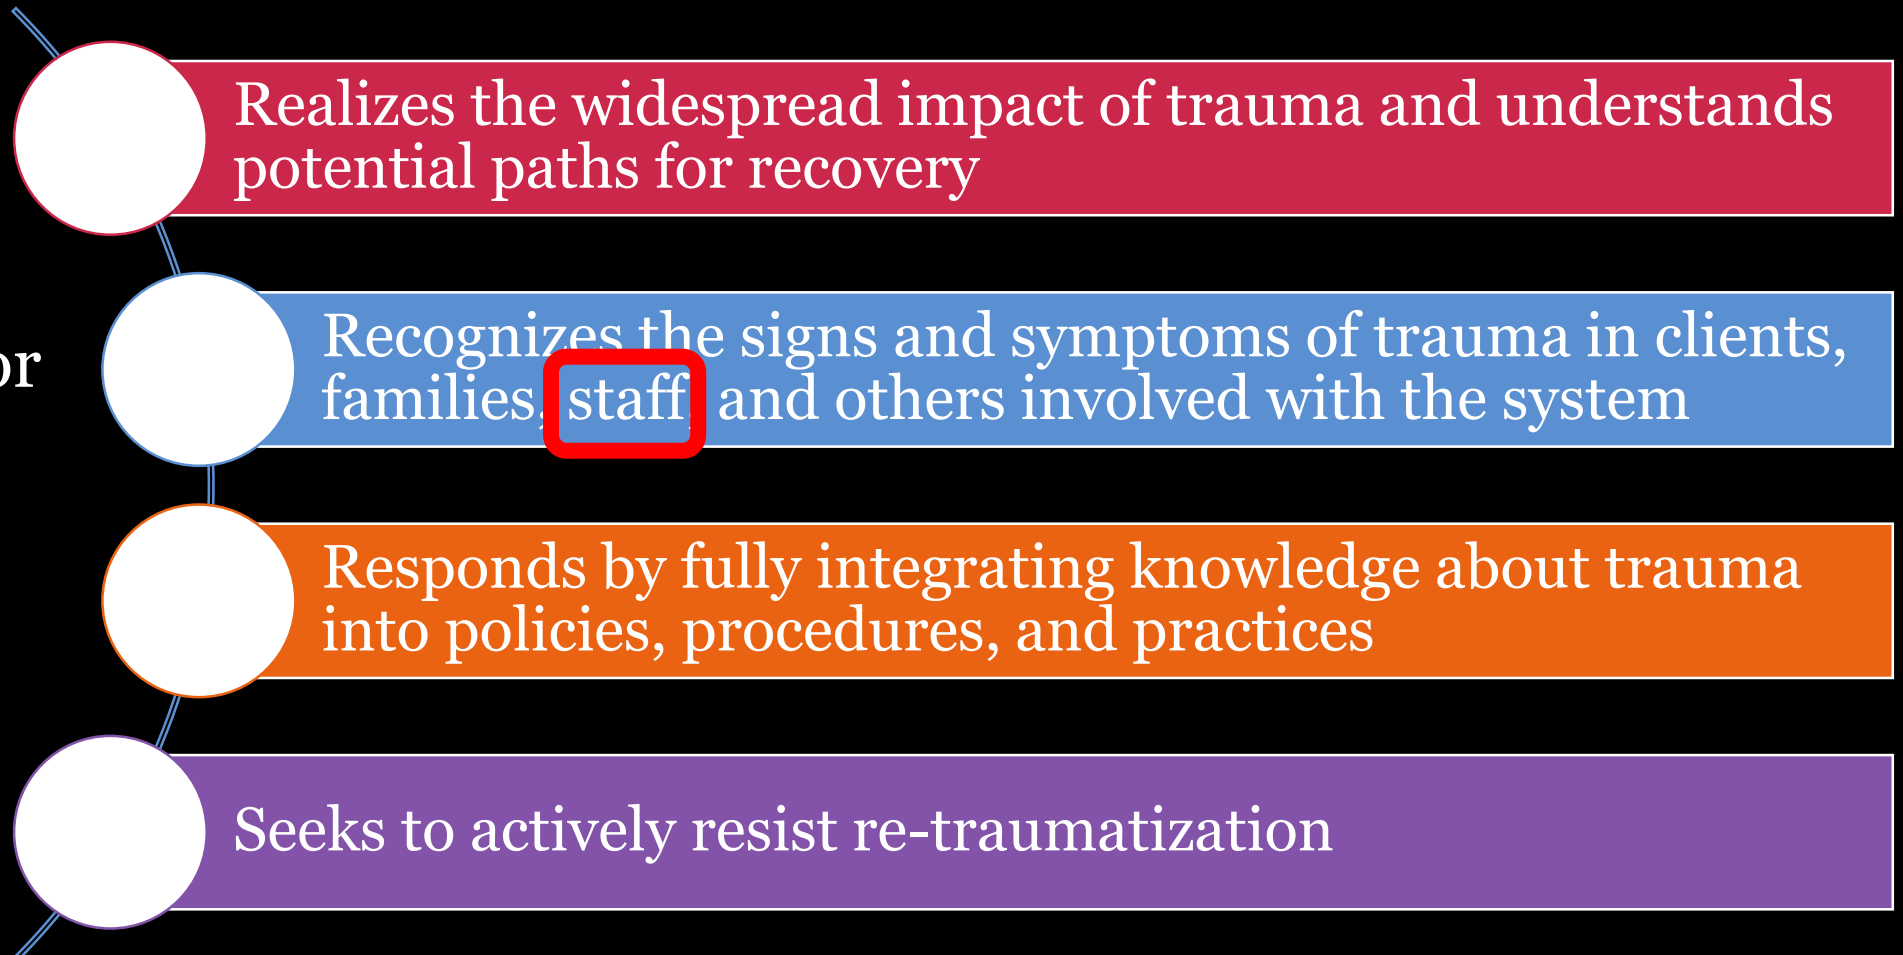 Realizes the widespread impact of trauma and understands
potential paths for recovery
or
Recognizes the signs and symptoms of trauma in clients,
families, staff, and others involved with the system
Responds by fully integrating knowledge about trauma
into policies, procedures, and practices
Seeks to actively resist re-traumatization